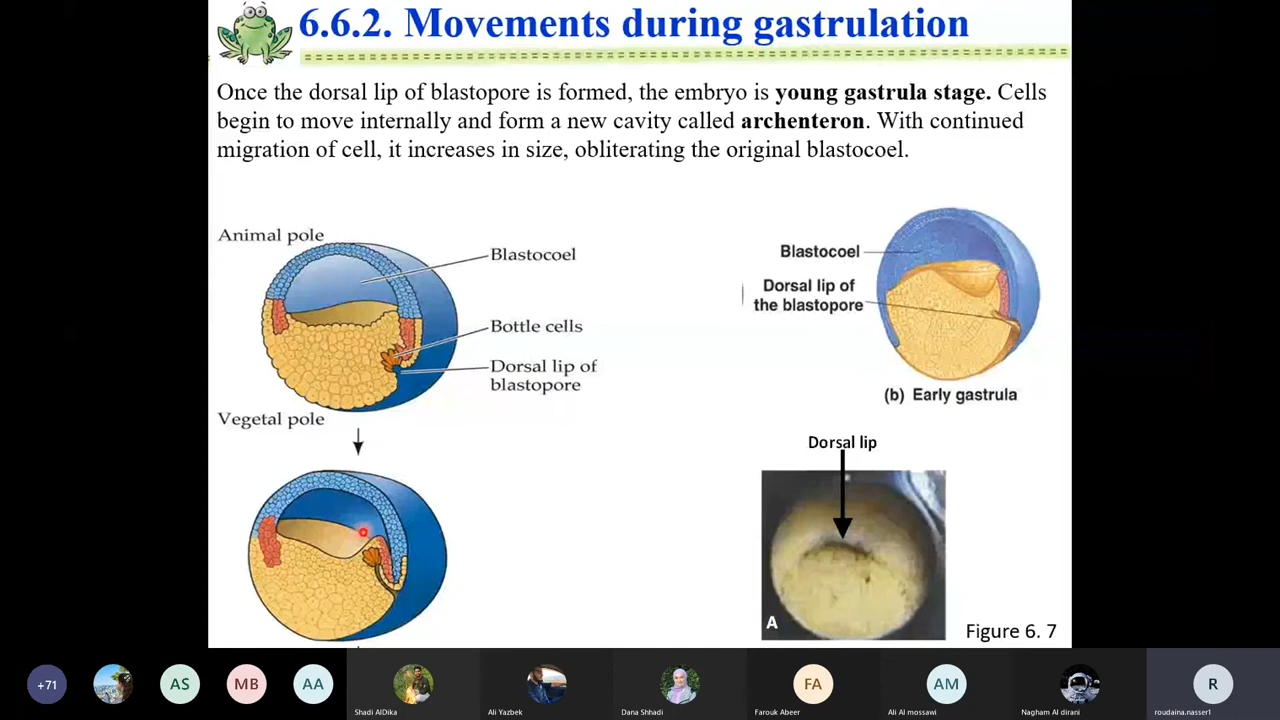 6.6.2. Movements during gastrulation
Once the dorsal lip of blastopore is formed, the embryo is young gastrula stage. Cells
begin to move internally and form a new cavity called archenteron. With continued
migration of cell, it increases in size, obliterating the original blastocoel.
Animal pole
Blastocoel
Bottle cells
Dorsal lip of
blastopore
Vegetal pole
Blastocoel
Dorsal lip of
the blastopore
(b) Early gastrula
Dorsal lip
A
Figure 6. 7
+71
AS
MB
AA
Shadi AlDika
Ali Yazbek
Dana Shhadi
FA
Farouk Abeer
AM
Ali Al mossawi
Nagham Al dirani
R
roudaina.nasser1